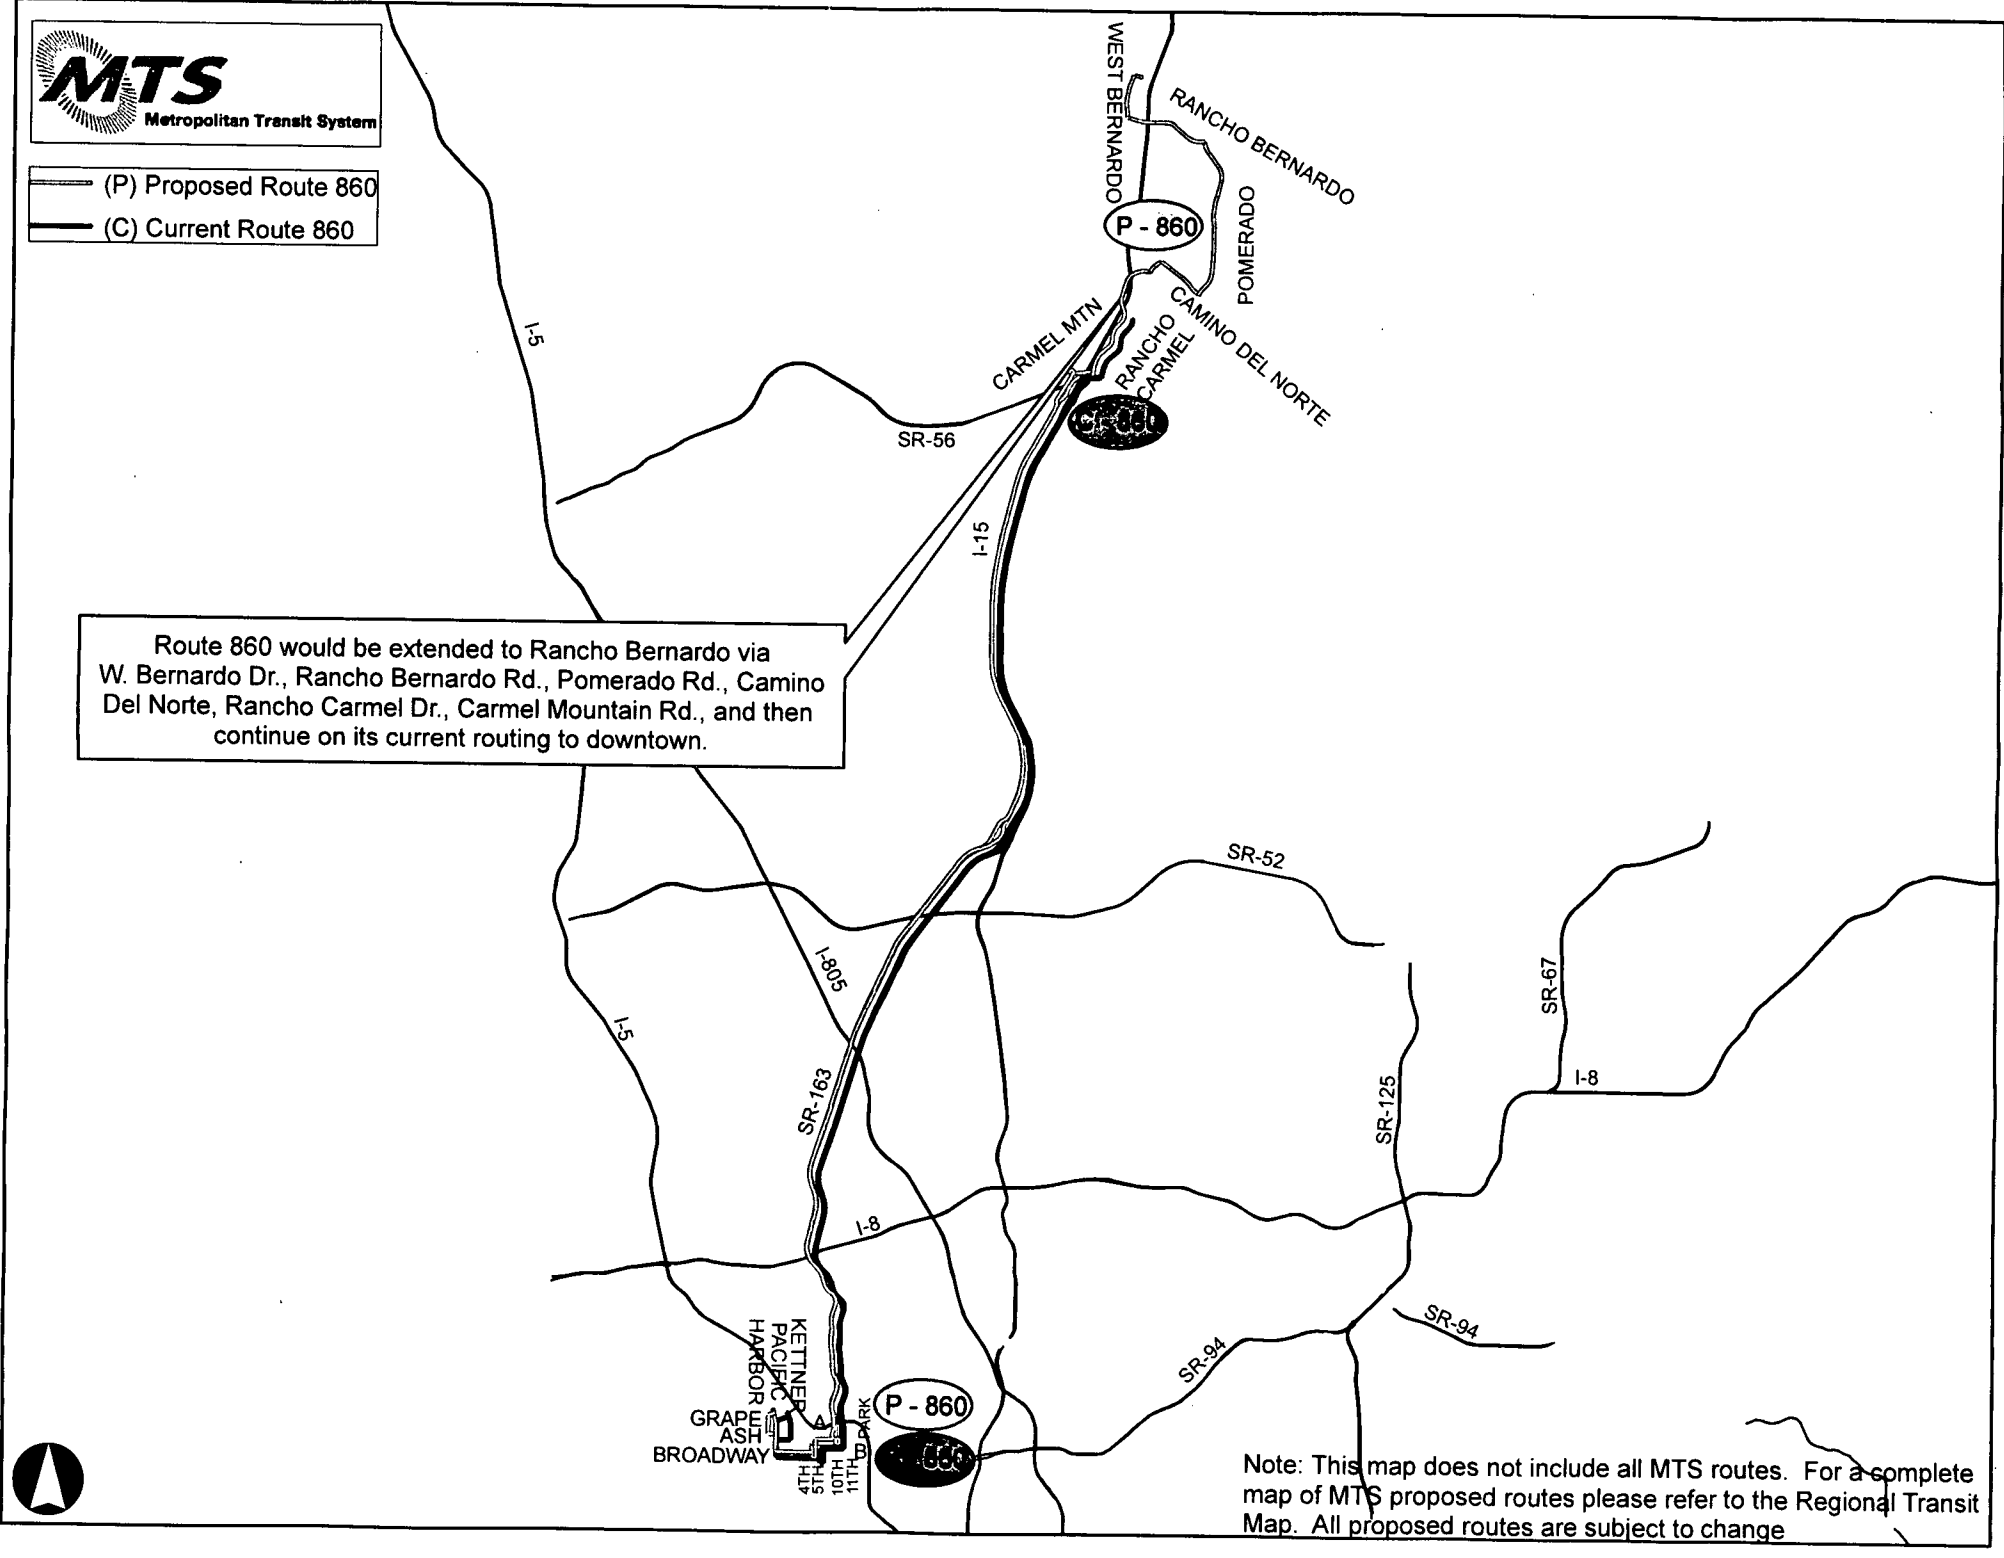 MTS
Metropolitan Transit System
(P) Proposed Route 860
(C) Current Route 860
WEST BERNARDO
RANCHO BERNARDO
P - 860
POMERADO
CAMINO DEL NORTE
CARMEL MTN
RANCHO
CARMEL
C - 860
I-5
SR-56
I-15
Route 860 would be extended to Rancho Bernardo via
W. Bernardo Dr., Rancho Bernardo Rd., Pomerado Rd., Camino
Del Norte, Rancho Carmel Dr., Carmel Mountain Rd., and then
continue on its current routing to downtown.
SR-52
I-805
SR-67
I-5
SR-163
SR-125
I-8
I-8
SR-94
SR-94
KETTNER
PACIFIC
HARBOR
GRAPE
ASH
BROADWAY
A
B
PARK
4TH
5TH
10TH
11TH
P - 860
860
Note: This map does not include all MTS routes. For a complete
map of MTS proposed routes please refer to the Regional Transit
Map. All proposed routes are subject to change